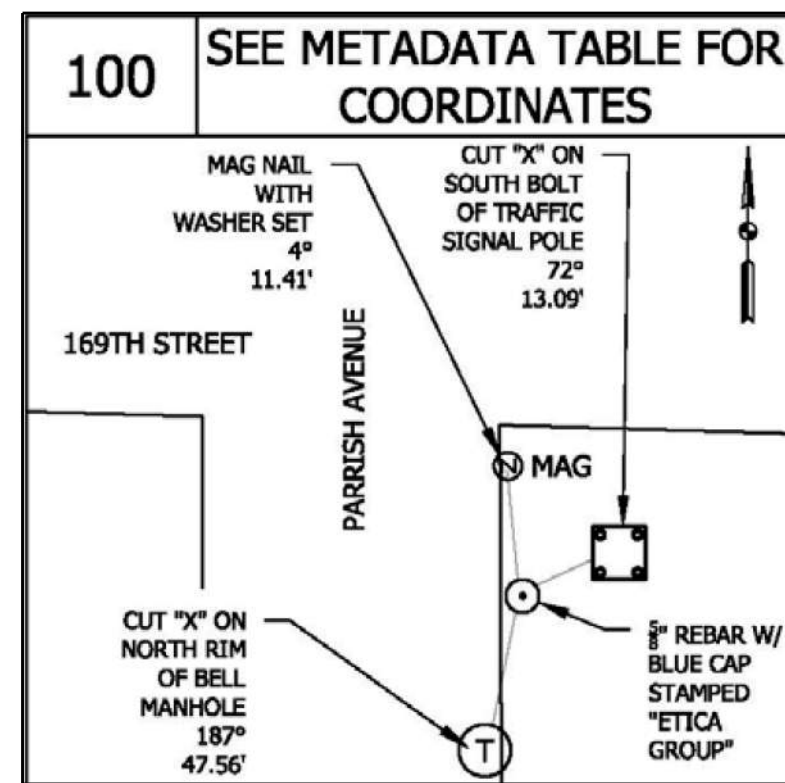 100
SEE METADATA TABLE FOR
COORDINATES
MAG NAIL
WITH
WASHER SET
4°
11.41'
CUT "X" ON
SOUTH BOLT
OF TRAFFIC
SIGNAL POLE
72°
13.09'
169TH STREET
PARRISH AVENUE
Z MAG
CUT "X" ON
NORTH RIM
OF BELL
MANHOLE
187°
47.56'
T
5/8" REBAR W/
BLUE CAP
STAMPED
"ETICA
GROUP"